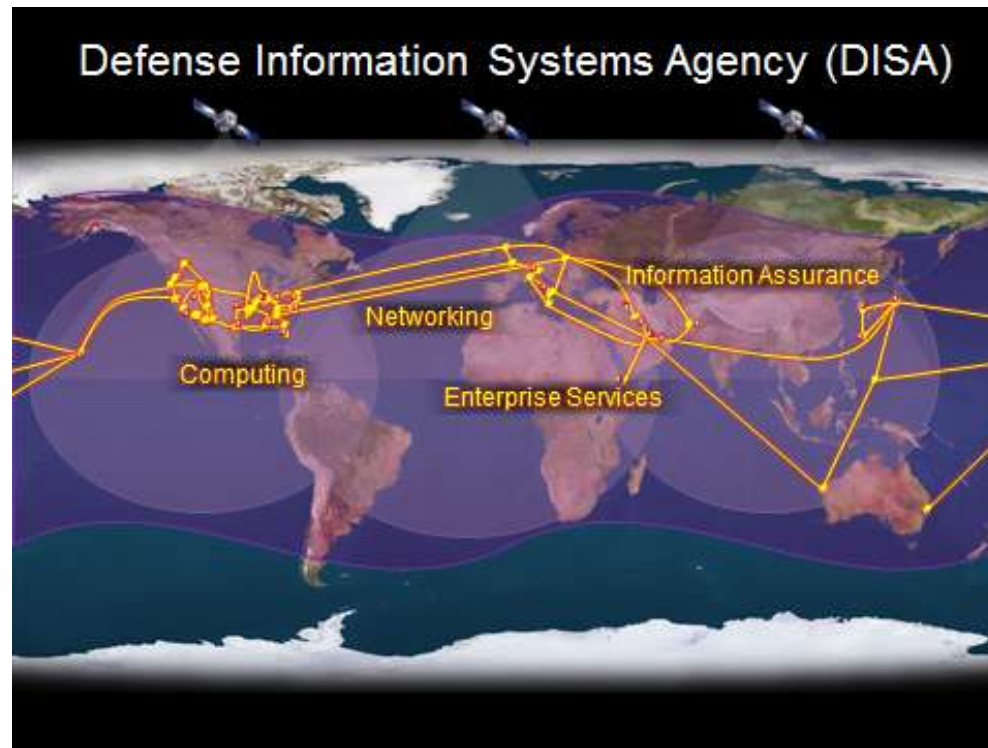 Defense Information Systems Agency (DISA)
Information Assurance
Networking
Computing
Enterprise Services